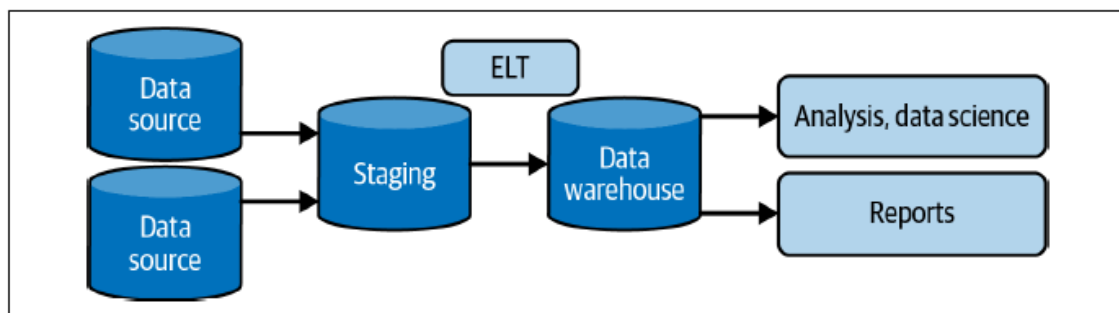 Data
source
Data
source
Staging
ELT
Data
warehouse
Analysis, data science
Reports